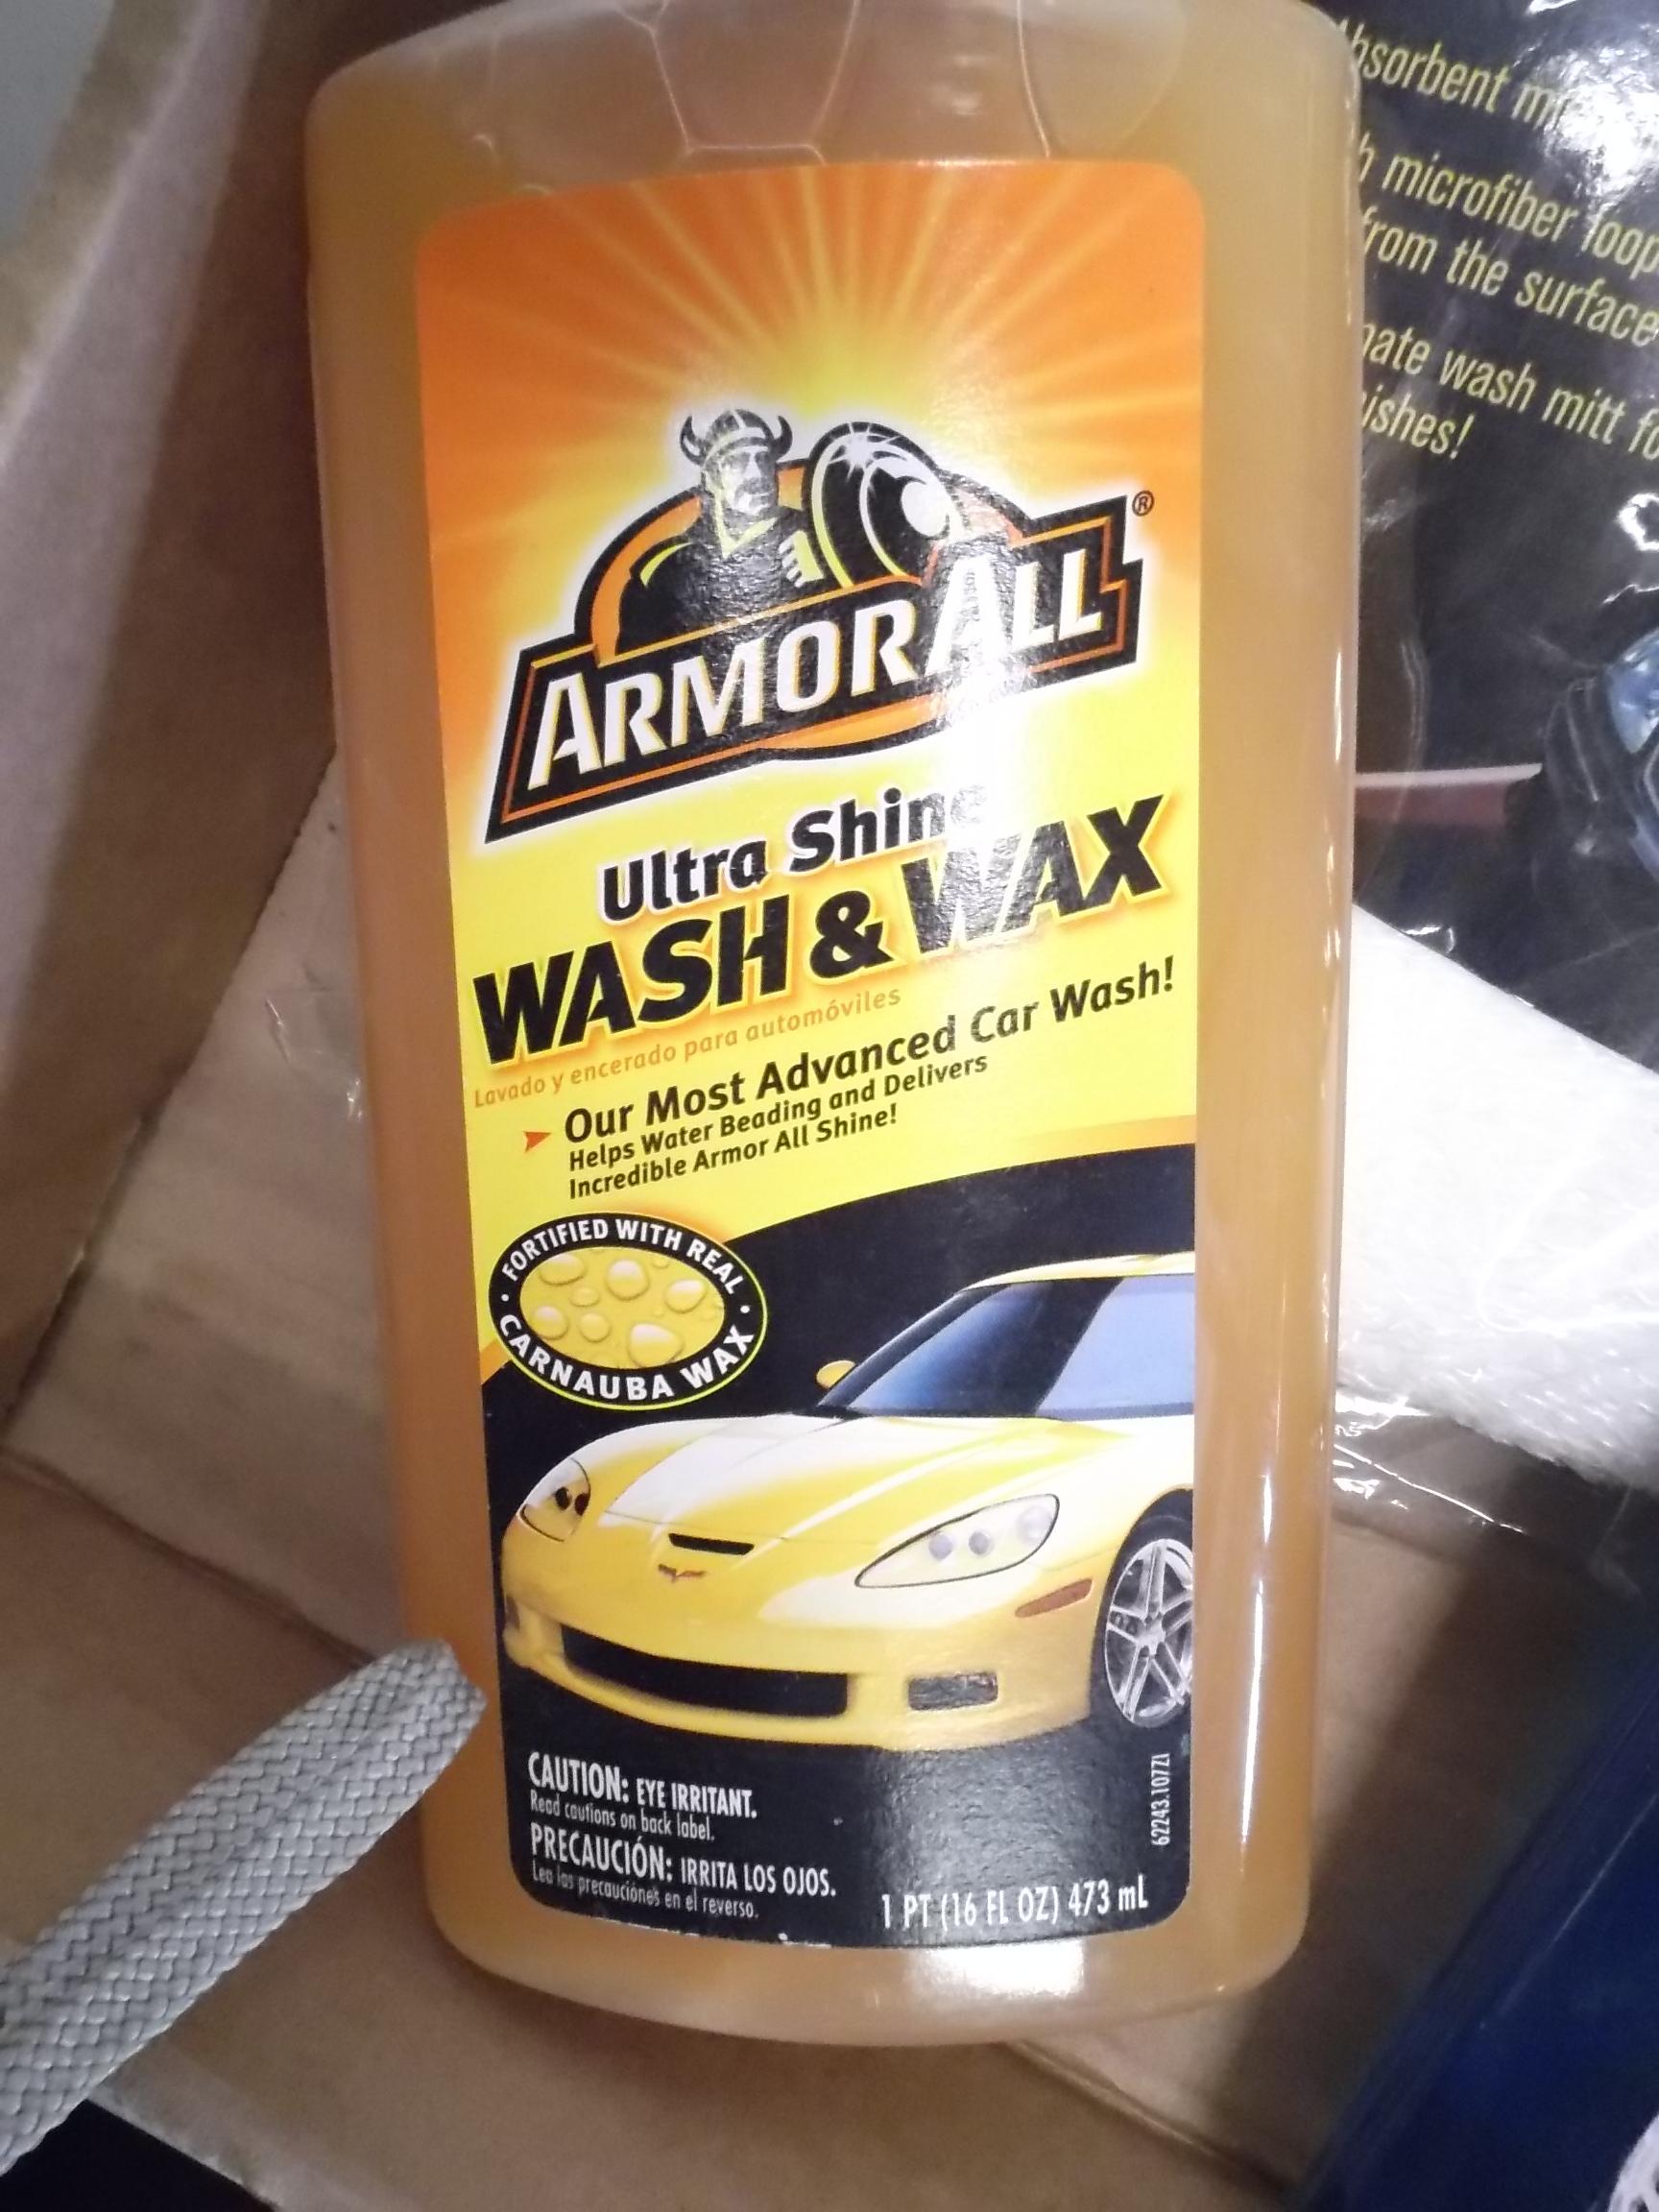 ARMOR ALL ®
Ultra Shine
WASH & WAX
Lavado y encerado para automóviles
Our Most Advanced Car Wash!
Helps Water Beading and Delivers
Incredible Armor All Shine!
• FORTIFIED WITH REAL •
CARNAUBA WAX
CAUTION: EYE IRRITANT.
Read cautions on back label.
PRECAUCIÓN: IRRITA LOS OJOS.
Lea las precauciónes en el reverso.
1 PT (16 FL OZ) 473 mL
62243.107Z1
Absorbent
microfiber loop
from the surface
wash mitt